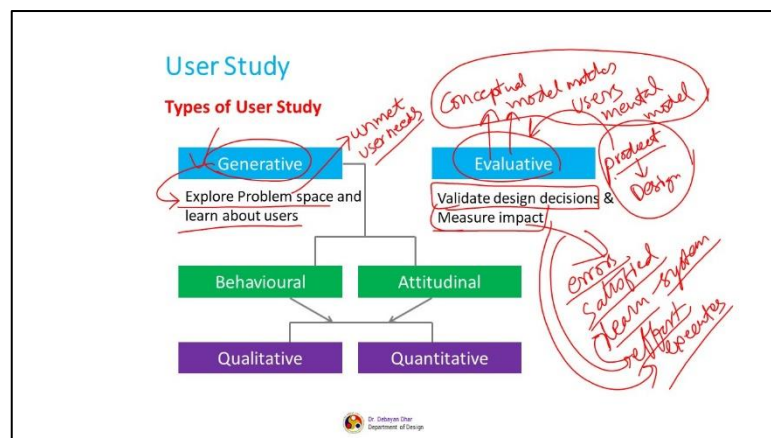 User Study
Types of User Study
unmet
user needs
Conceptual
model matches
users
mental
model
Generative
Evaluative
product
Design
Explore Problem space and
learn about users
Validate design decisions &
Measure impact
errors
satisfied
learn system
effort
executes
Behavioural
Attitudinal
Qualitative
Quantitative
Dr. Debayan Dhar
Department of Design